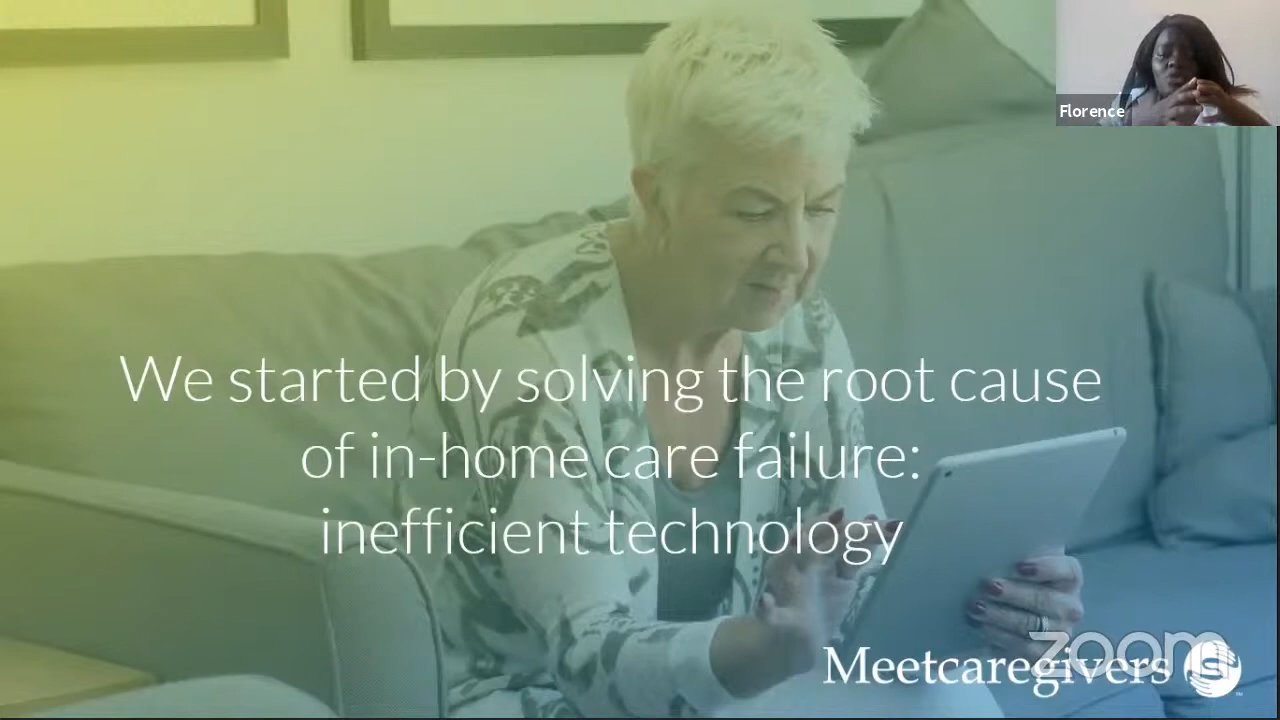 Florence
We started by solving the root cause
of in-home care failure:
inefficient technology
zoom
Meetcaregivers